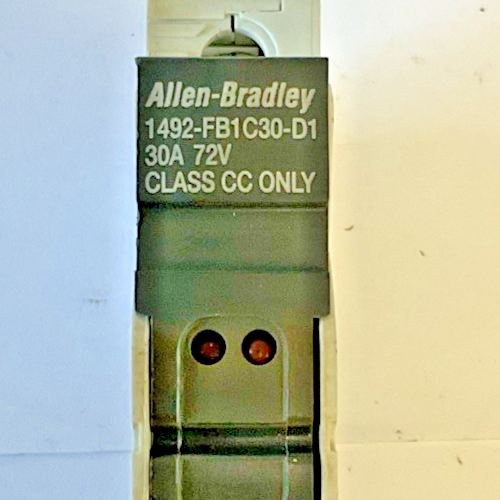 Allen-Bradley
1492-FB1C30-D1
30A 72V
CLASS CC ONLY